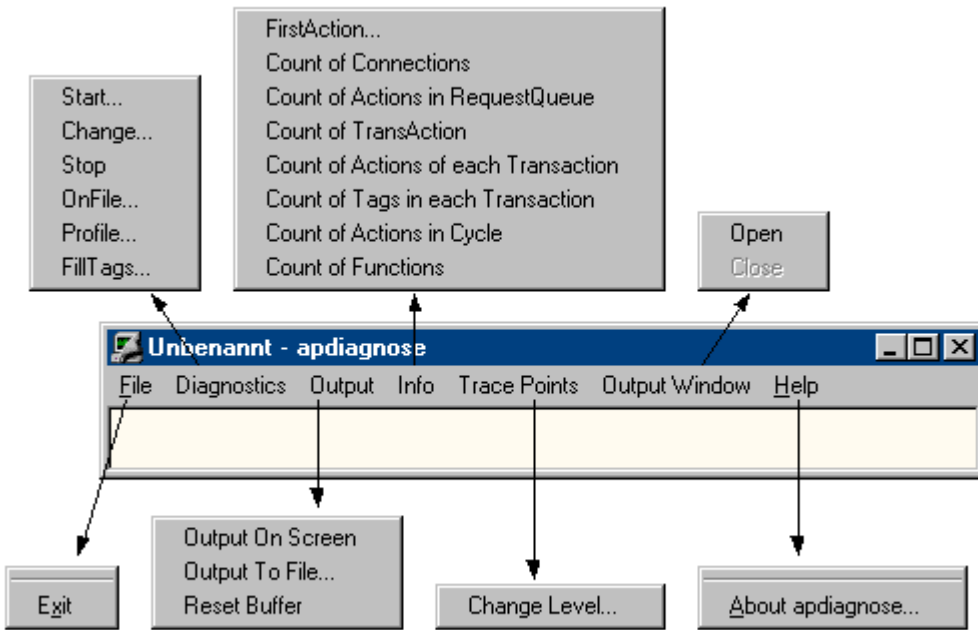 FirstAction...
Count of Connections
Count of Actions in RequestQueue
Count of TransAction
Count of Actions of each Transaction
Count of Tags in each Transaction
Count of Actions in Cycle
Count of Functions
Start...
Change...
Stop
OnFile...
Profile...
FillTags...
Open
Close
Unbenannt - apdiagnose
File Diagnostics Output Info Trace Points Output Window Help
Output On Screen
Output To File...
Reset Buffer
Exit
Change Level...
About apdiagnose...